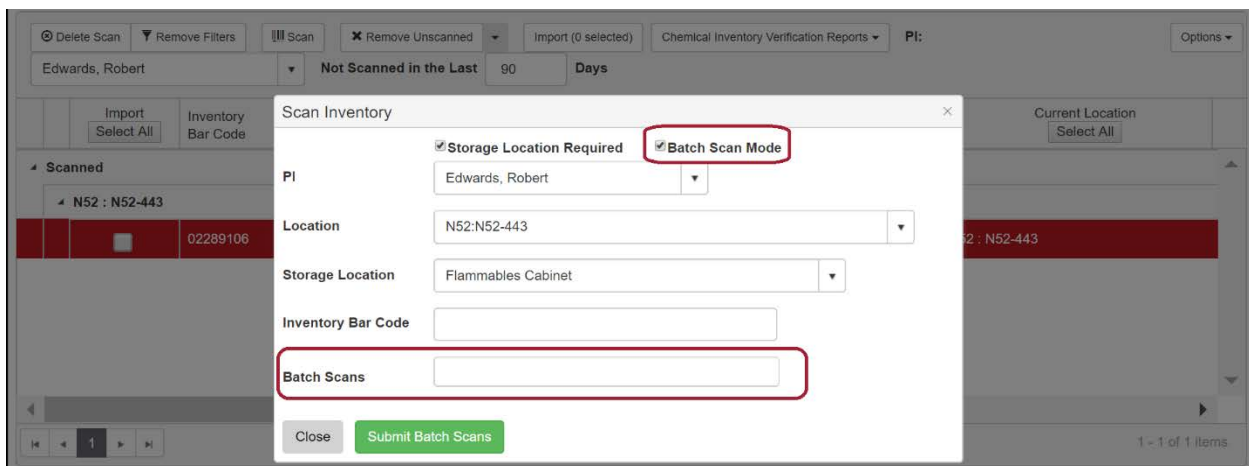 Delete Scan Remove Filters Scan Remove Unscanned Import (0 selected) Chemical Inventory Verification Reports PI: Options
Edwards, Robert Not Scanned in the Last 90 Days
Import
Select All
Inventory
Bar Code
Current Location
Select All
Scanned
N52 : N52-443
02289106
52 : N52-443
Scan Inventory ×
Storage Location Required Batch Scan Mode
PI Edwards, Robert
Location N52:N52-443
Storage Location Flammables Cabinet
Inventory Bar Code
Batch Scans
Close Submit Batch Scans
1
1 - 1 of 1 items